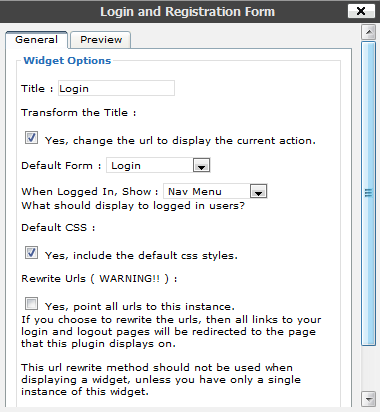 Login and Registration Form
General Preview
Widget Options
Title : Login
Transform the Title :
Yes, change the url to display the current action.
Default Form : Login
When Logged In, Show : Nav Menu
What should display to logged in users?
Default CSS :
Yes, include the default css styles.
Rewrite Urls ( WARNING!! ) :
Yes, point all urls to this instance.
If you choose to rewrite the urls, then all links to your
login and logout pages will be redirected to the page
that this plugin displays on.
This url rewrite method should not be used when
displaying a widget, unless you have only a single
instance of this widget.